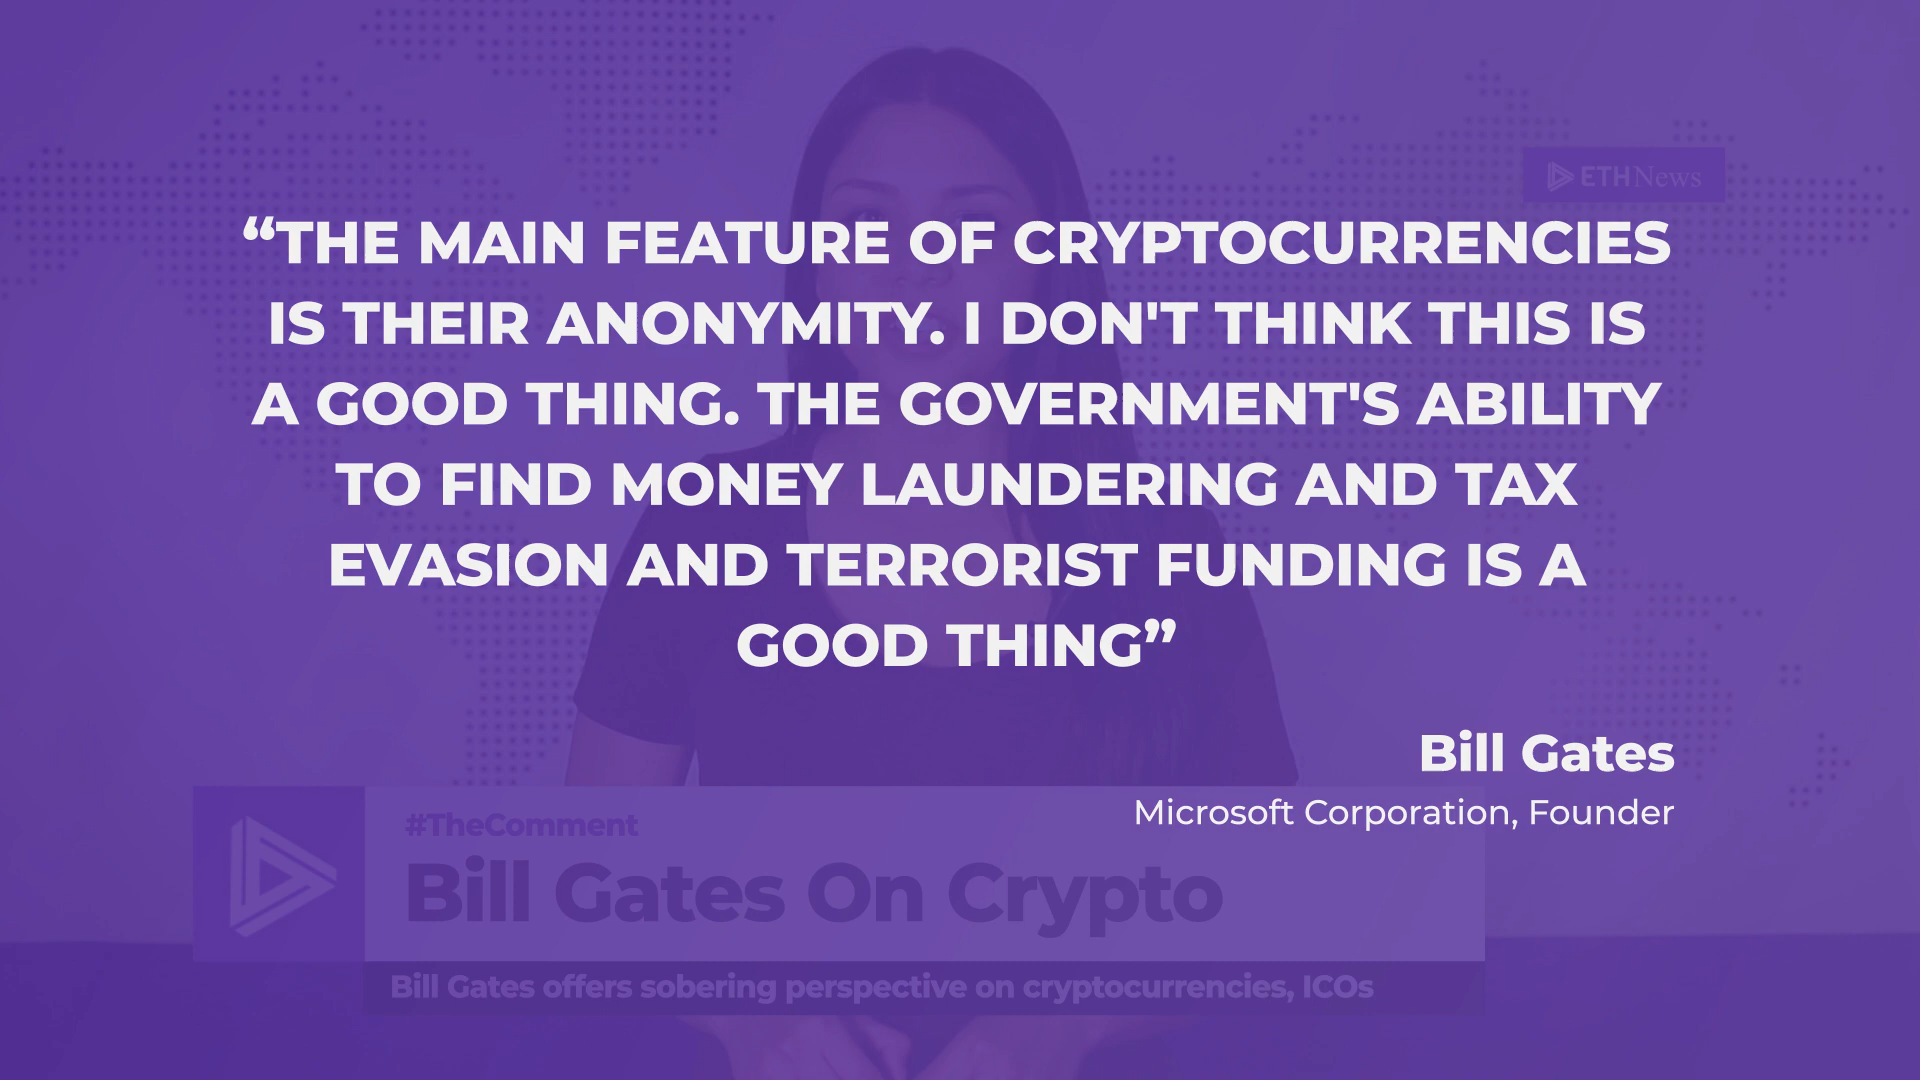 ETHNews
“THE MAIN FEATURE OF CRYPTOCURRENCIES
IS THEIR ANONYMITY. I DON'T THINK THIS IS
A GOOD THING. THE GOVERNMENT'S ABILITY
TO FIND MONEY LAUNDERING AND TAX
EVASION AND TERRORIST FUNDING IS A
GOOD THING”
Bill Gates
Microsoft Corporation, Founder
#TheComment
Bill Gates On Crypto
Bill Gates offers sobering perspective on cryptocurrencies, ICOs